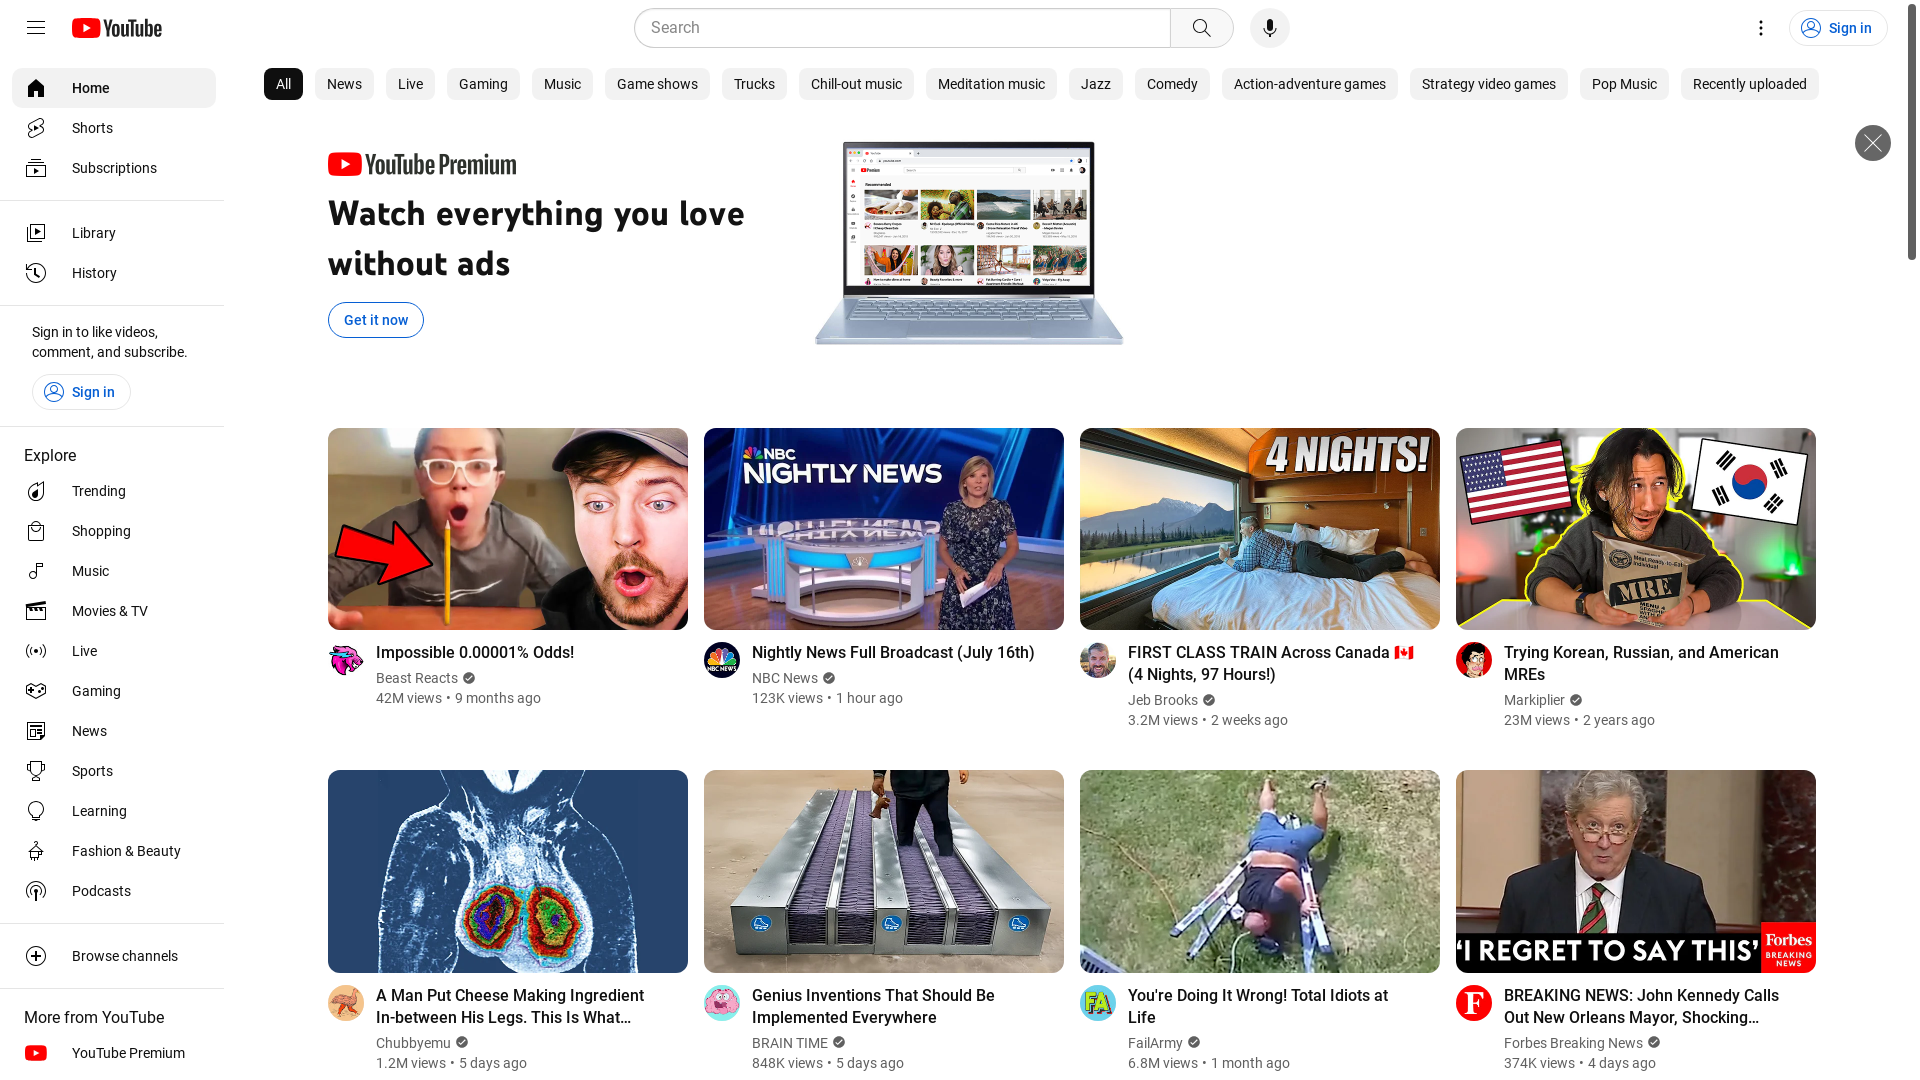 YouTube
Search
Sign in
Home
Shorts
Subscriptions
Library
History
Sign in to like videos,
comment, and subscribe.
Sign in
Explore
Trending
Shopping
Music
Movies & TV
Live
Gaming
News
Sports
Learning
Fashion & Beauty
Podcasts
Browse channels
More from YouTube
YouTube Premium
All
News
Live
Gaming
Music
Game shows
Trucks
Chill-out music
Meditation music
Jazz
Comedy
Action-adventure games
Strategy video games
Pop Music
Recently uploaded
YouTube Premium
Watch everything you love
without ads
Get it now
Impossible 0.00001% Odds!
Beast Reacts
42M views • 9 months ago
NBC
NIGHTLY NEWS
NBC NEWS
Nightly News Full Broadcast (July 16th)
NBC News
123K views • 1 hour ago
4 NIGHTS!
FIRST CLASS TRAIN Across Canada 🇨🇦
(4 Nights, 97 Hours!)
Jeb Brooks
3.2M views • 2 weeks ago
MRE
Trying Korean, Russian, and American
MREs
Markiplier
23M views • 2 years ago
A Man Put Cheese Making Ingredient
In-between His Legs. This Is What...
Chubbyemu
1.2M views • 5 days ago
Genius Inventions That Should Be
Implemented Everywhere
BRAIN TIME
848K views • 5 days ago
FA
You're Doing It Wrong! Total Idiots at
Life
FailArmy
6.8M views • 1 month ago
'I REGRET TO SAY THIS'
Forbes
BREAKING
NEWS
F
BREAKING NEWS: John Kennedy Calls
Out New Orleans Mayor, Shocking...
Forbes Breaking News
374K views • 4 days ago